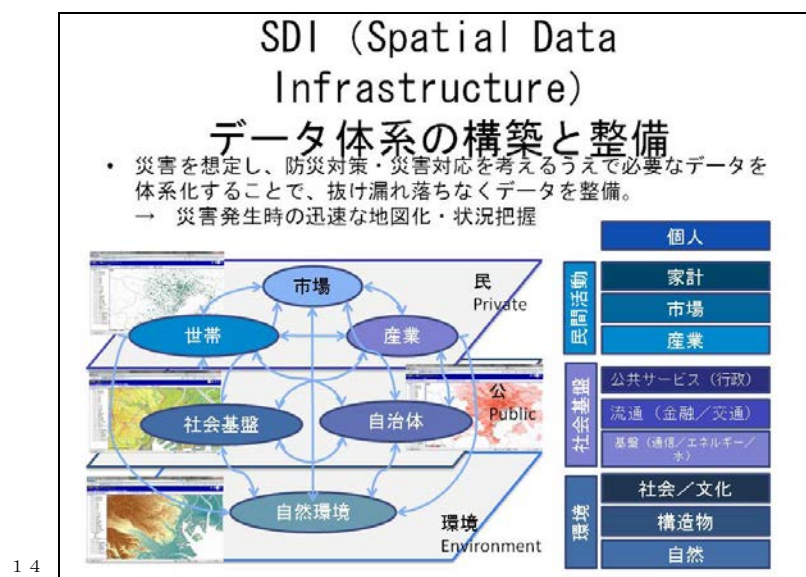 SDI (Spatial Data
Infrastructure)
データ体系の構築と整備
• 災害を想定し、防災対策・災害対応を考えるうえで必要なデータを
体系化することで、抜け漏れ落ちなくデータを整備。
→ 災害発生時の迅速な地図化・状況把握
市場
民
Private
世帯
産業
公
Public
社会基盤
自治体
自然環境
環境
Environment
個人
民間活動
家計
市場
産業
社会基盤
公共サービス（行政）
流通（金融／交通）
基盤（通信／エネルギー／
水）
環境
社会／文化
構造物
自然
14